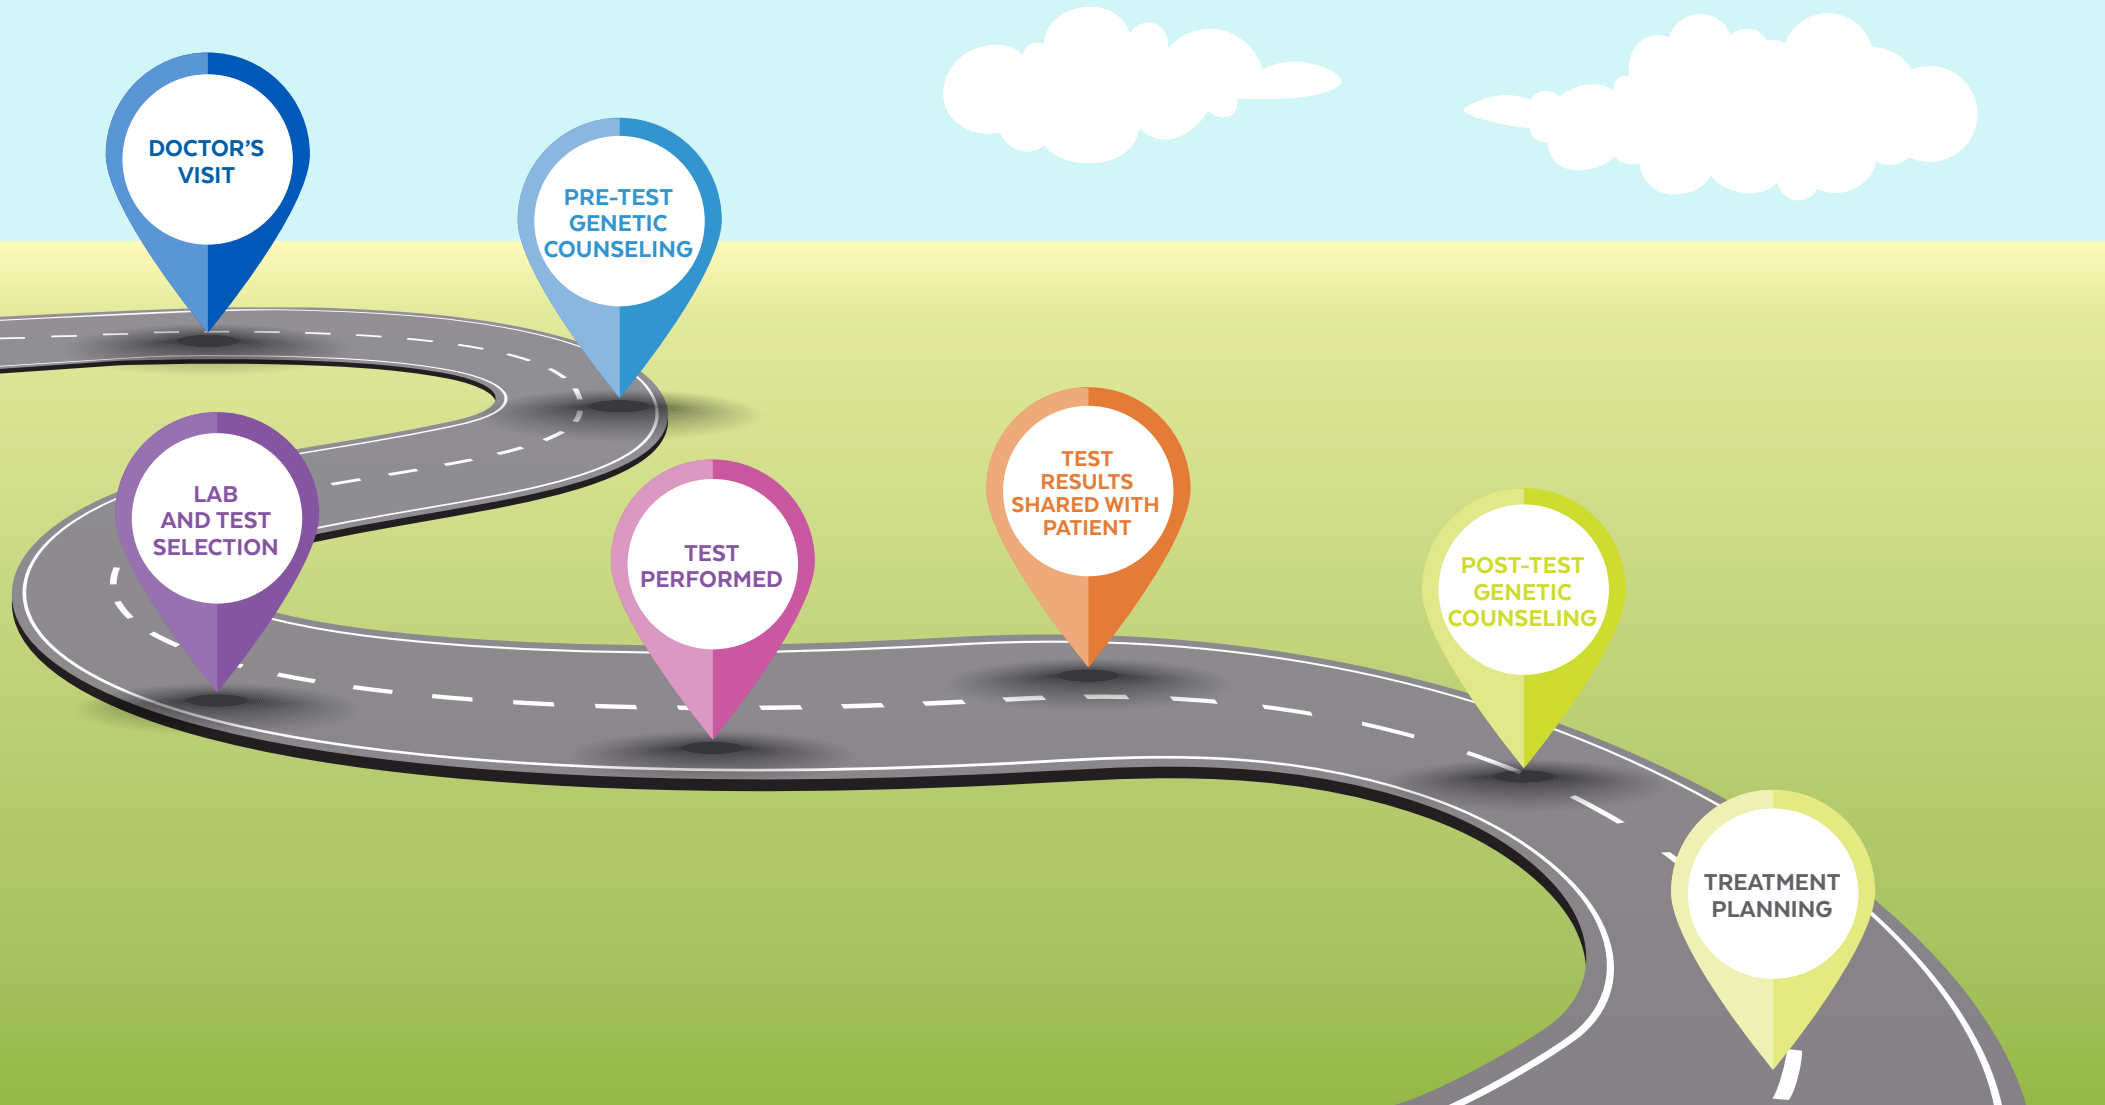 DOCTOR’S
VISIT
PRE-TEST
GENETIC
COUNSELING
LAB
AND TEST
SELECTION
TEST
PERFORMED
TEST
RESULTS
SHARED WITH
PATIENT
POST-TEST
GENETIC
COUNSELING
TREATMENT
PLANNING